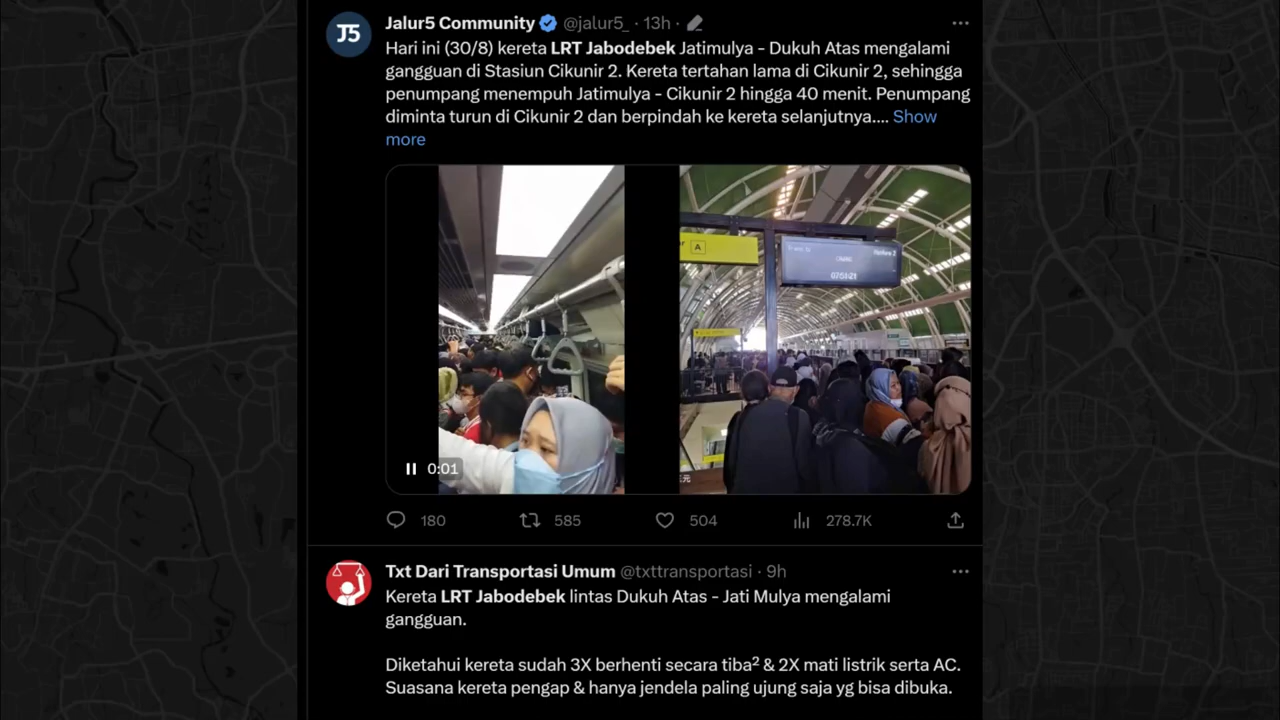 J5
Jalur5 Community @jalur5_ · 13h ·
Hari ini (30/8) kereta LRT Jabodebek Jatimulya - Dukuh Atas mengalami
gangguan di Stasiun Cikunir 2. Kereta tertahan lama di Cikunir 2, sehingga
penumpang menempuh Jatimulya - Cikunir 2 hingga 40 menit. Penumpang
diminta turun di Cikunir 2 dan berpindah ke kereta selanjutnya.... Show
more
A
0:01
180 585 504 278.7K
Txt Dari Transportasi Umum @txttransportasi · 9h
Kereta LRT Jabodebek lintas Dukuh Atas - Jati Mulya mengalami
gangguan.
Diketahui kereta sudah 3X berhenti secara tiba² & 2X mati listrik serta AC.
Suasana kereta pengap & hanya jendela paling ujung saja yg bisa dibuka.